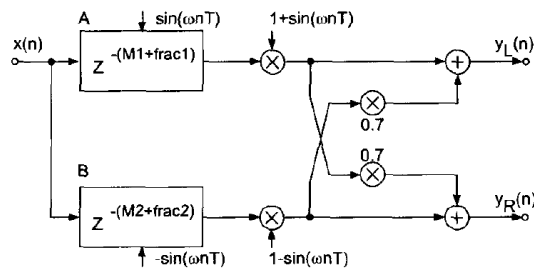 A
sin(ωnT)
1+sin(ωnT)
x(n)
z -(M1+frac1)
y_L(n)
0.7
0.7
B
z -(M2+frac2)
y_R(n)
-sin(ωnT)
1-sin(ωnT)